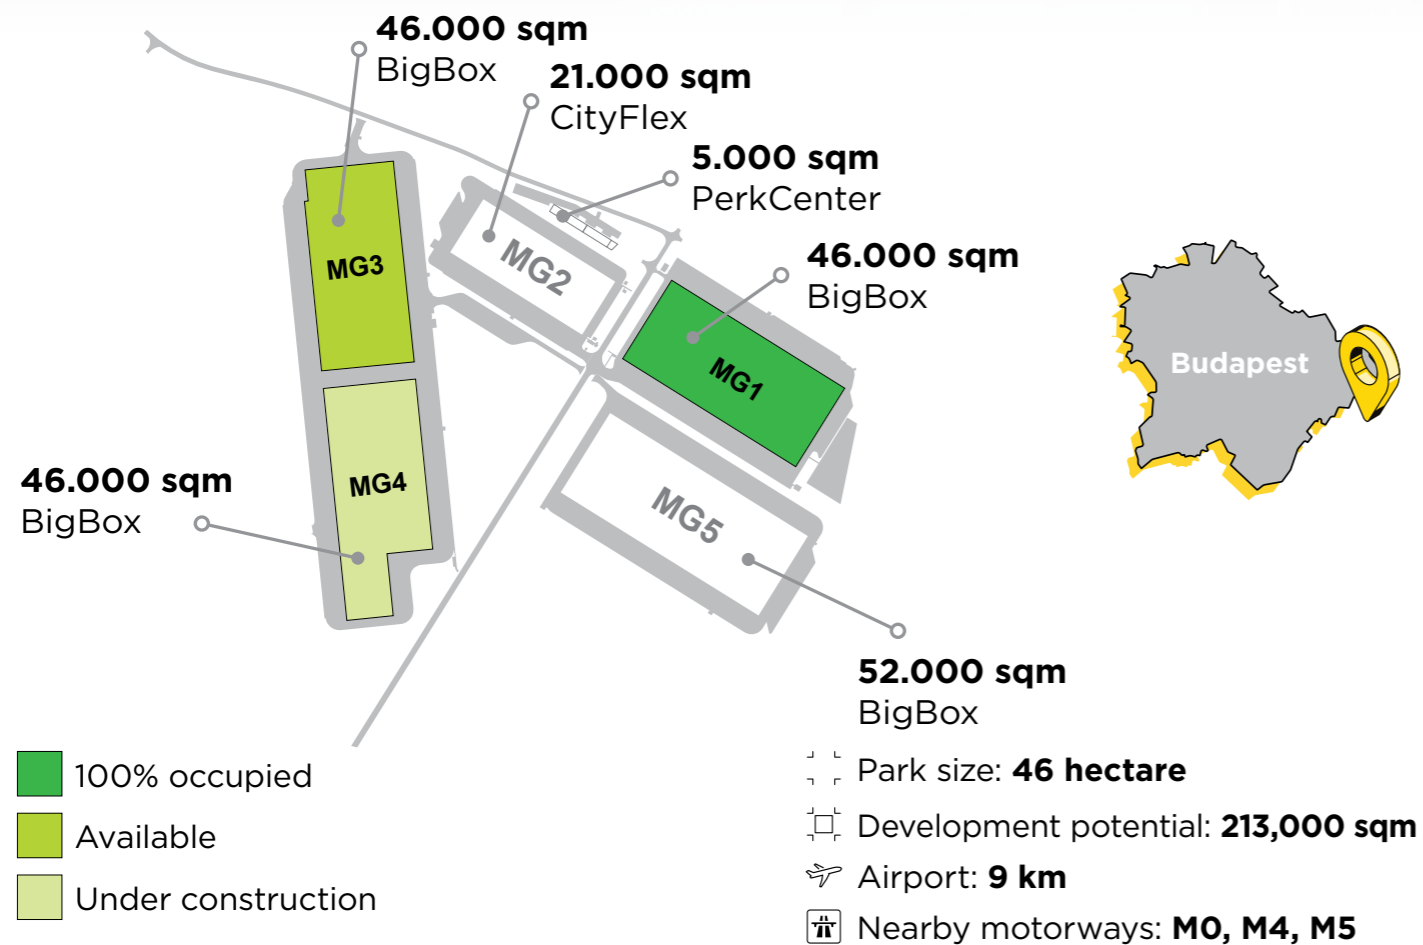 46.000 sqm
BigBox
21.000 sqm
CityFlex
5.000 sqm
PerkCenter
46.000 sqm
BigBox
MG3
MG2
MG1
Budapest
46.000 sqm
BigBox
MG4
MG5
52.000 sqm
BigBox
100% occupied
Available
Under construction
Park size: 46 hectare
Development potential: 213,000 sqm
Airport: 9 km
Nearby motorways: M0, M4, M5